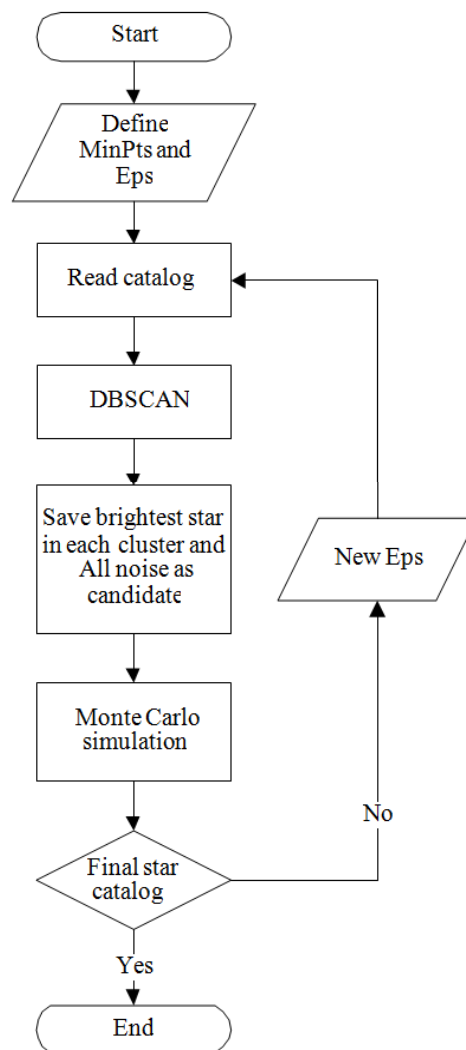 Start
Define
MinPts and
Eps
Read catalog
DBSCAN
Save brightest star
in each cluster and
All noise as
candidate
New Eps
Monte Carlo
simulation
No
Final star
catalog
Yes
End